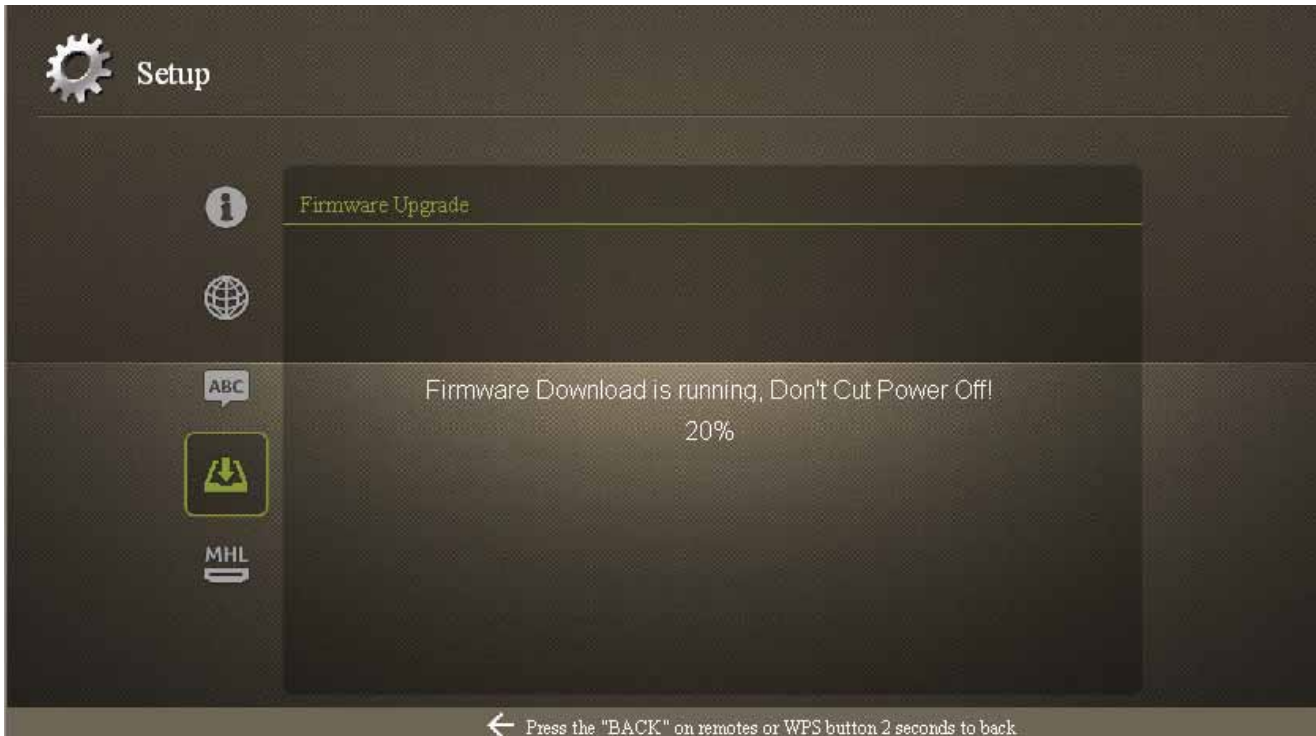 Setup
Firmware Upgrade
ABC
Firmware Download is running, Don't Cut Power Off!
20%
MHL
Press the "BACK" on remotes or WPS button 2 seconds to back